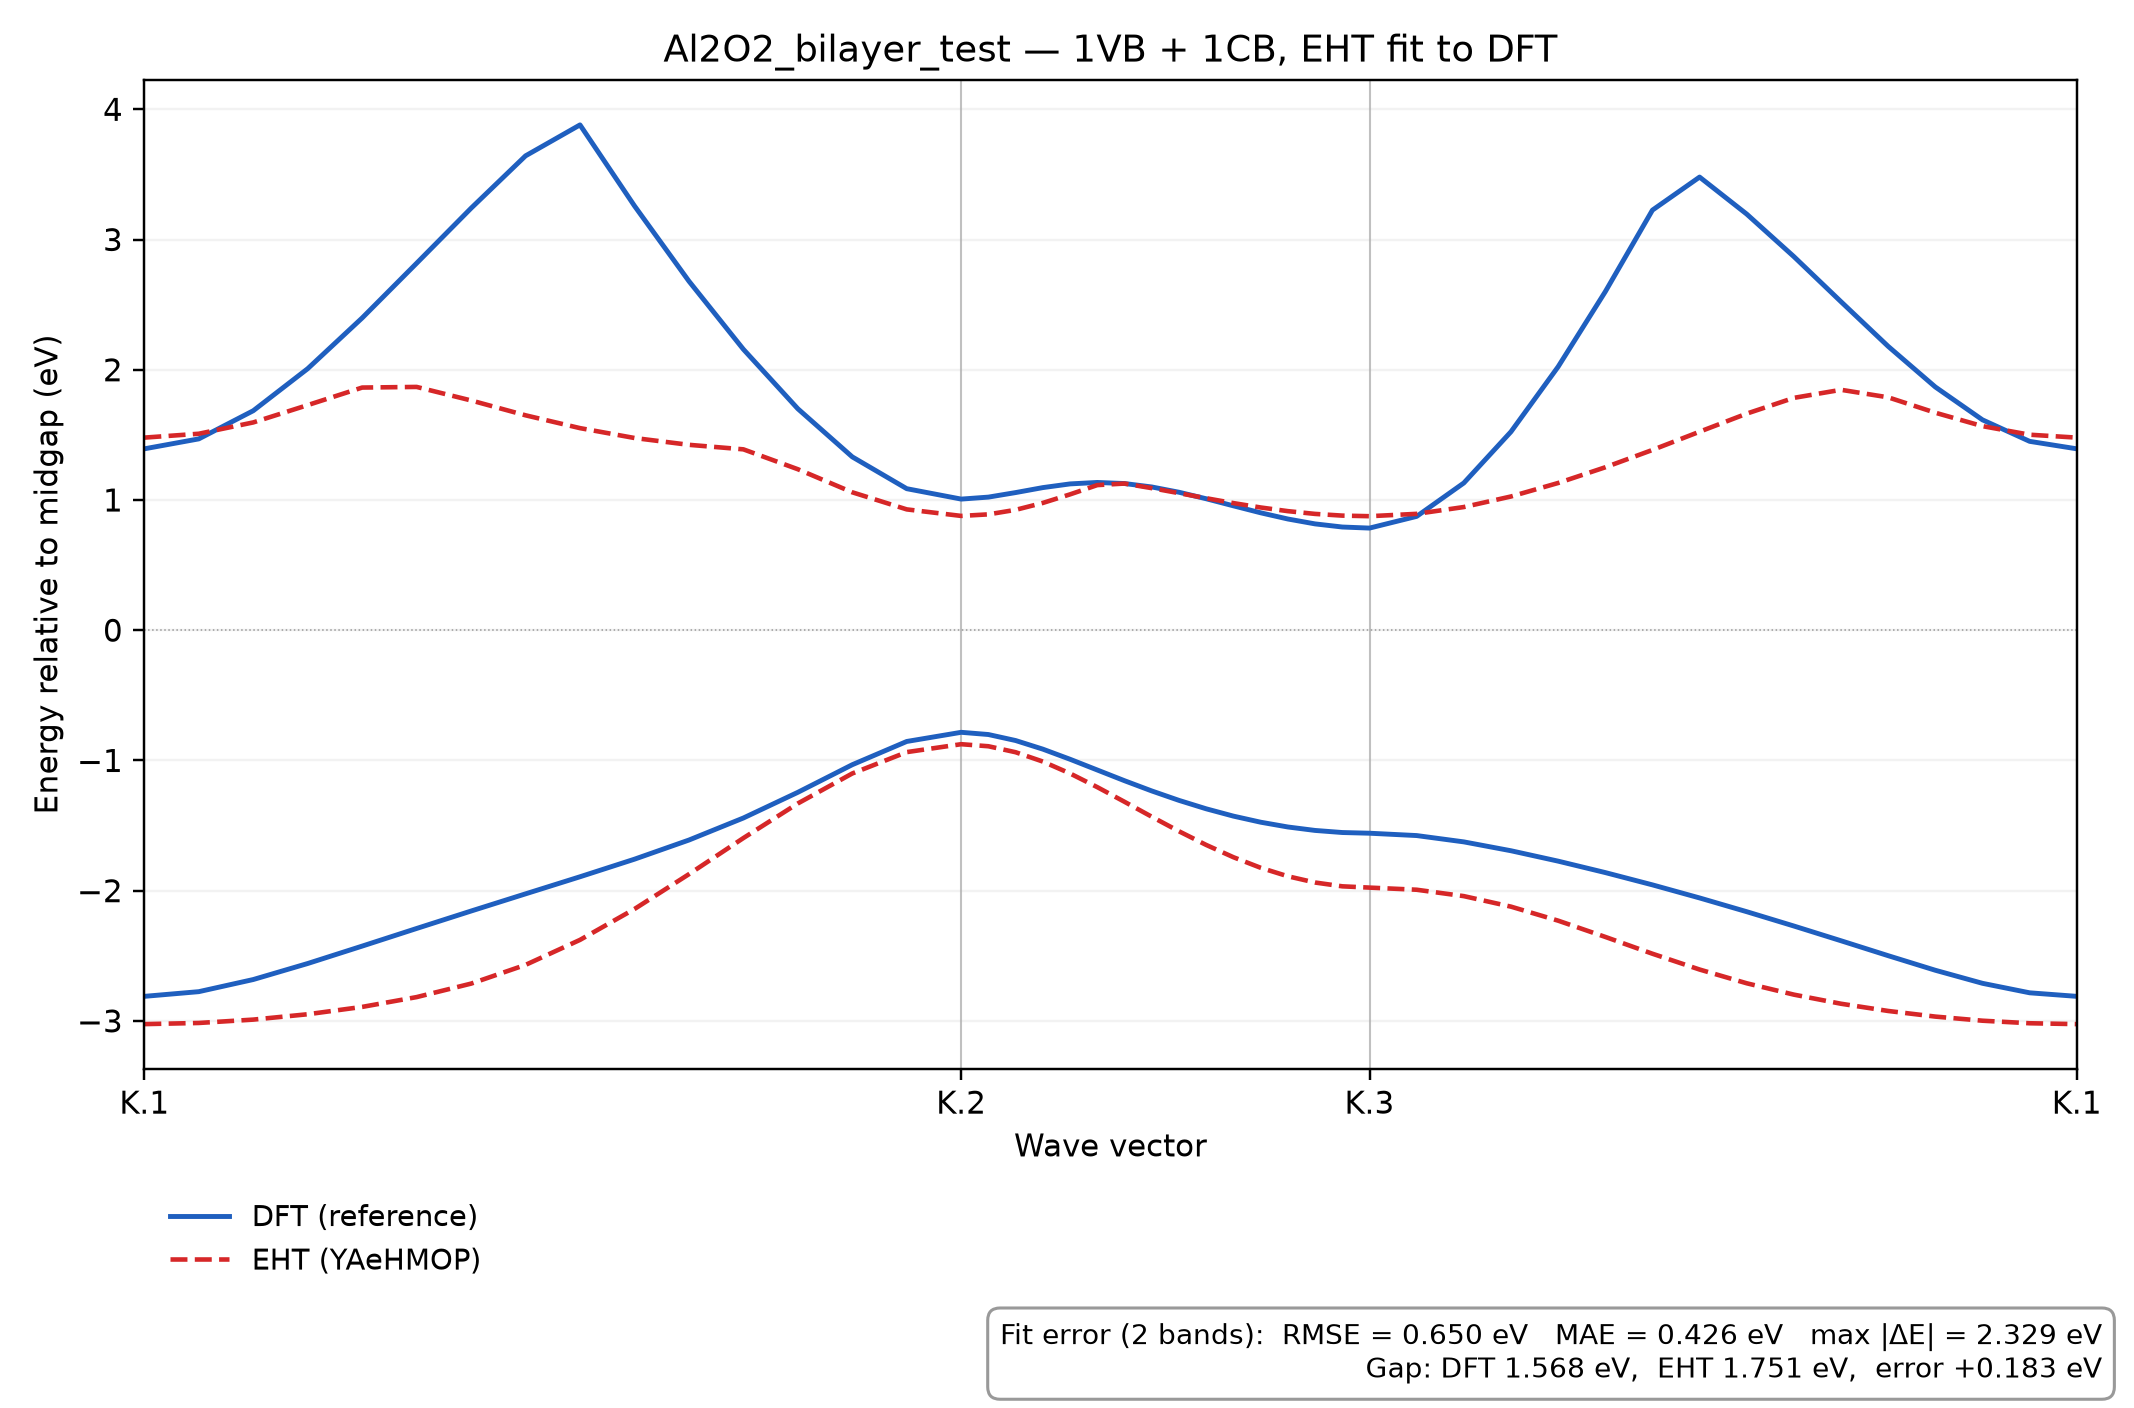 Al2O2_bilayer_test — 1VB + 1CB, EHT fit to DFT
Energy relative to midgap (eV)
4
3
2
1
0
−1
−2
−3
K.1 K.2 K.3 K.1
Wave vector
DFT (reference)
EHT (YAeHMOP)
Fit error (2 bands):  RMSE = 0.650 eV   MAE = 0.426 eV   max |ΔE| = 2.329 eV
Gap: DFT 1.568 eV,  EHT 1.751 eV,  error +0.183 eV